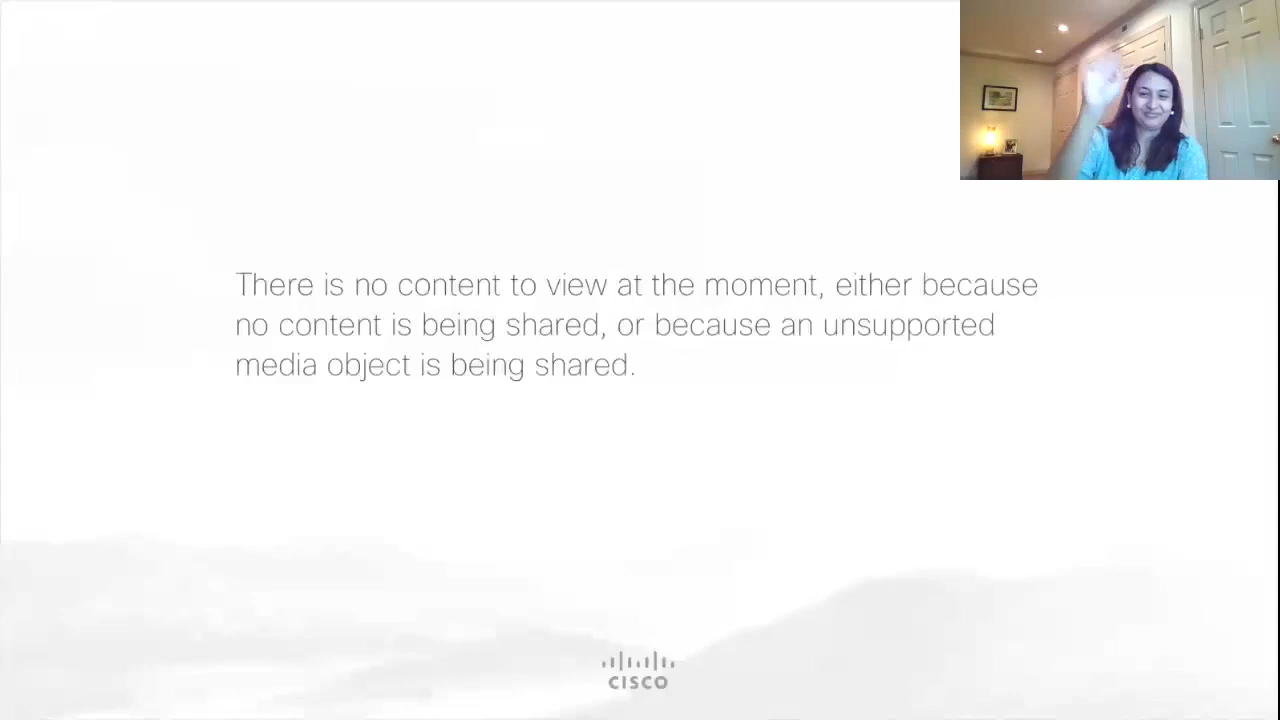 There is no content to view at the moment, either because
no content is being shared, or because an unsupported
media object is being shared.
CISCO